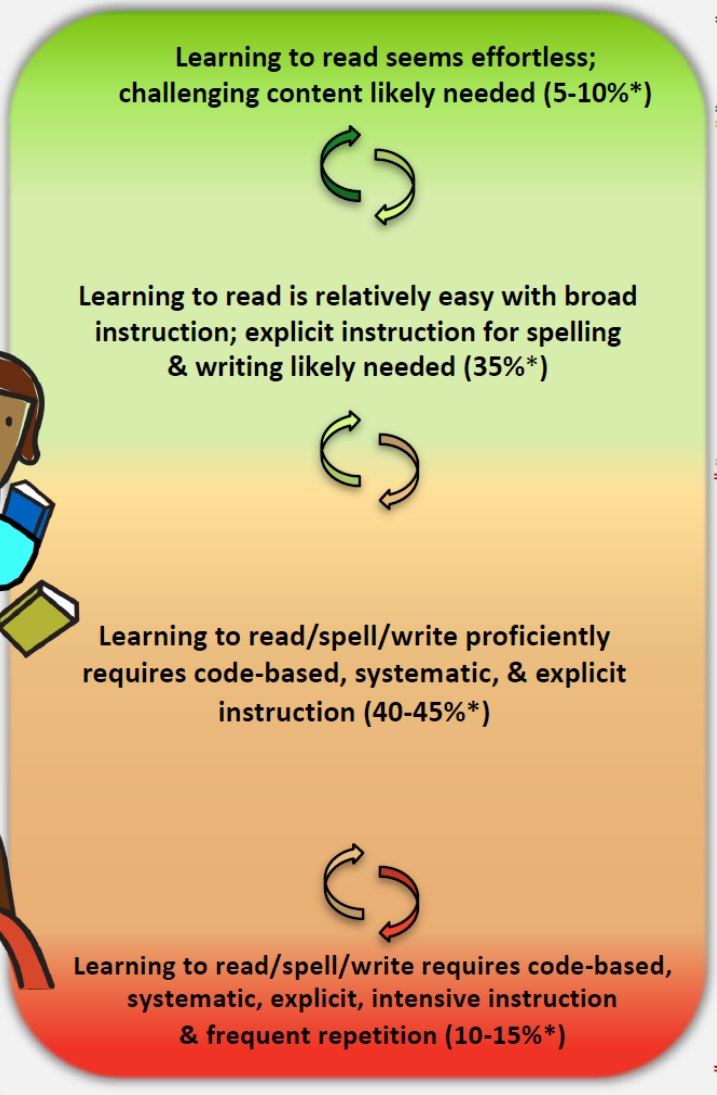 Learning to read seems effortless;
challenging content likely needed (5-10%*)
Learning to read is relatively easy with broad
instruction; explicit instruction for spelling
& writing likely needed (35%*)
Learning to read/spell/write proficiently
requires code-based, systematic, & explicit
instruction (40-45%*)
Learning to read/spell/write requires code-based,
systematic, explicit, intensive instruction
& frequent repetition (10-15%*)